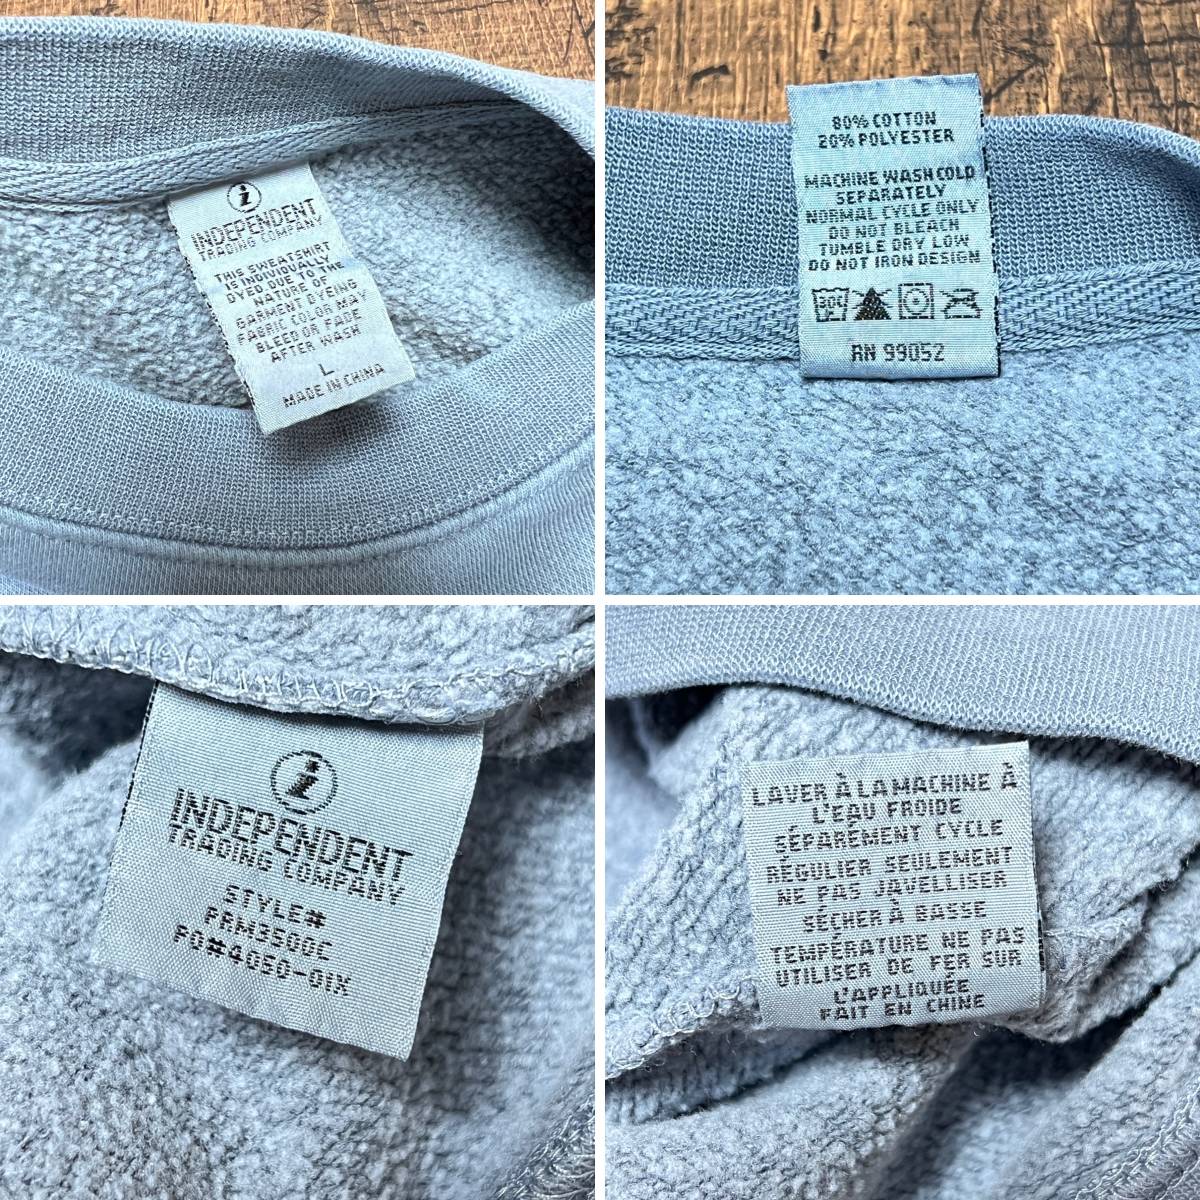 i
INDEPENDENT
TRADING COMPANY
THIS SWEATSHIRT
IS INDIVIDUALLY
DYED DUE TO THE
NATURE OF THE
GARMENT DYEING
FABRIC COLOR MAY
BLEED OR FADE
AFTER WASH
L
MADE IN CHINA
80% COTTON
20% POLYESTER
MACHINE WASH COLD
SEPARATELY
NORMAL CYCLE ONLY
DO NOT BLEACH
TUMBLE DRY LOW
DO NOT IRON DESIGN
30C
RN 99052
i
INDEPENDENT
TRADING COMPANY
STYLE#
PRM3500C
PO#4050-01X
LAVER À LA MACHINE À
L'EAU FROIDE
SÉPARÉMENT CYCLE
RÉGULIER SEULEMENT
NE PAS JAVELLISER
SÉCHER À BASSE
TEMPÉRATURE NE PAS
UTILISER DE FER SUR
L'APPLIQUÉE
FAIT EN CHINE